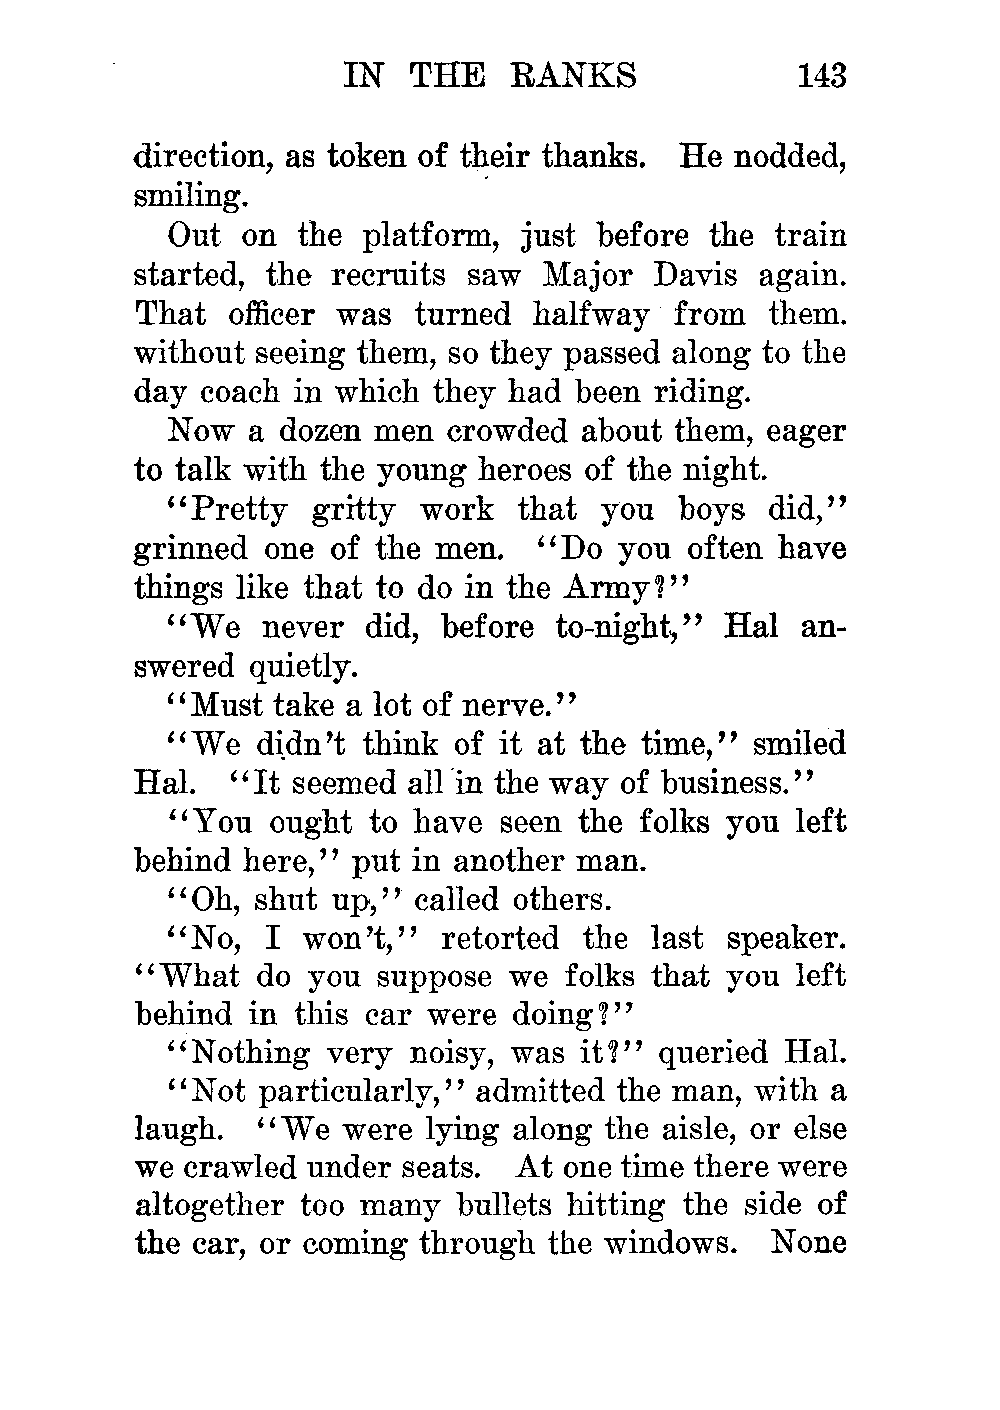 IN THE RANKS 143
direction, as token of their thanks. He nodded,
smiling.
Out on the platform, just before the train
started, the recruits saw Major Davis again.
That officer was turned halfway from them.
without seeing them, so they passed along to the
day coach in which they had been riding.
Now a dozen men crowded about them, eager
to talk with the young heroes of the night.
"Pretty gritty work that you boys did,"
grinned one of the men. "Do you often have
things like that to do in the Army?"
"We never did, before to-night," Hal an-
swered quietly.
"Must take a lot of nerve."
"We didn't think of it at the time," smiled
Hal. "It seemed all in the way of business."
"You ought to have seen the folks you left
behind here," put in another man.
"Oh, shut up," called others.
"No, I won't," retorted the last speaker.
"What do you suppose we folks that you left
behind in this car were doing?"
"Nothing very noisy, was it?" queried Hal.
"Not particularly," admitted the man, with a
laugh. "We were lying along the aisle, or else
we crawled under seats. At one time there were
altogether too many bullets hitting the side of
the car, or coming through the windows. None